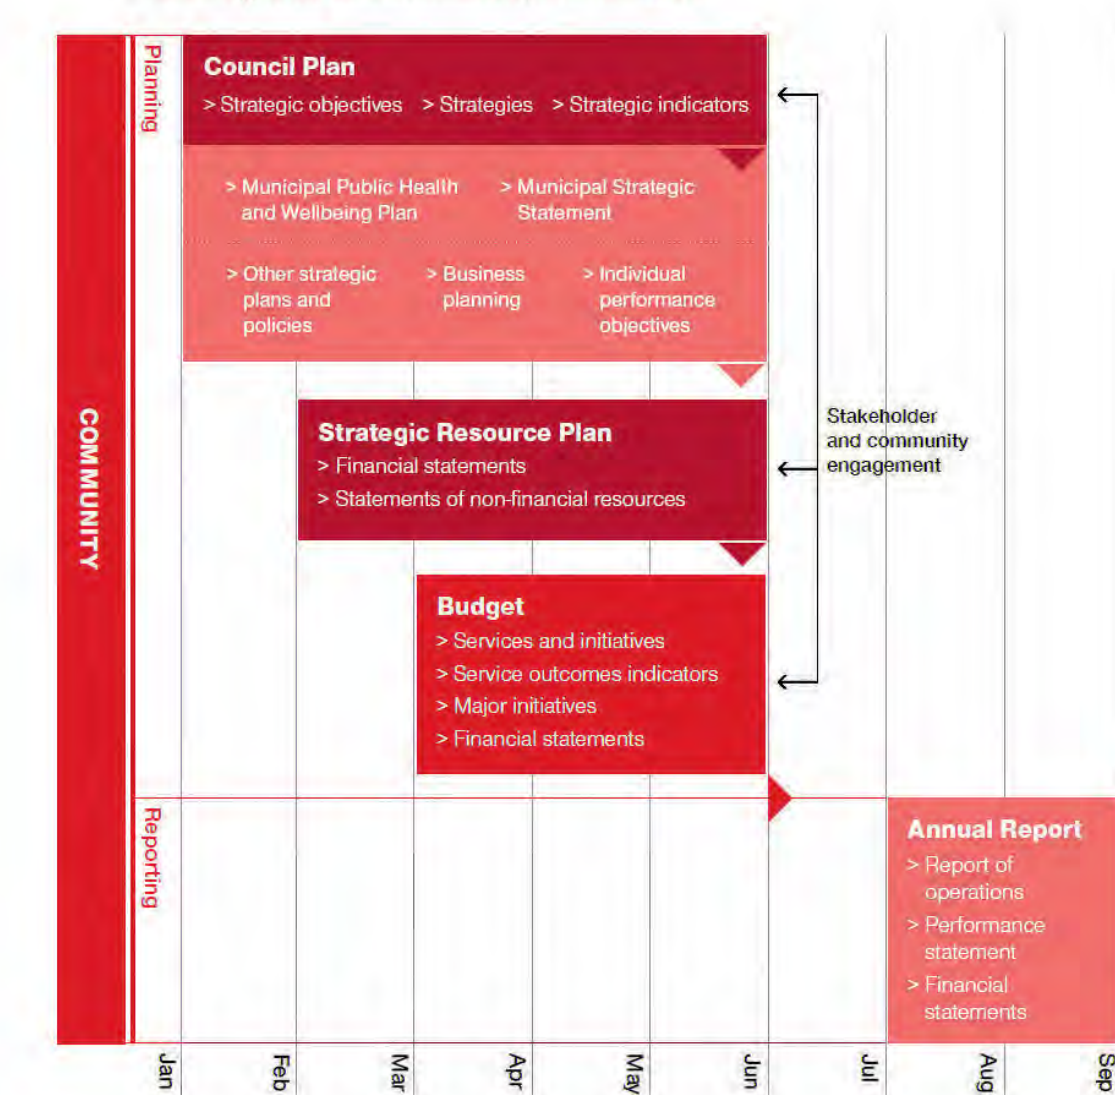 COMMUNITY
Planning
Council Plan
> Strategic objectives > Strategies > Strategic indicators
> Municipal Public Health
and Wellbeing Plan
> Municipal Strategic
Statement
> Other strategic
plans and
policies
> Business
planning
> Individual
performance
objectives
Strategic Resource Plan
> Financial statements
> Statements of non-financial resources
Stakeholder
and community
engagement
Budget
> Services and initiatives
> Service outcomes indicators
> Major initiatives
> Financial statements
Reporting
Annual Report
> Report of
operations
> Performance
statement
> Financial
statements
Jan Feb Mar Apr May Jun Jul Aug Sep